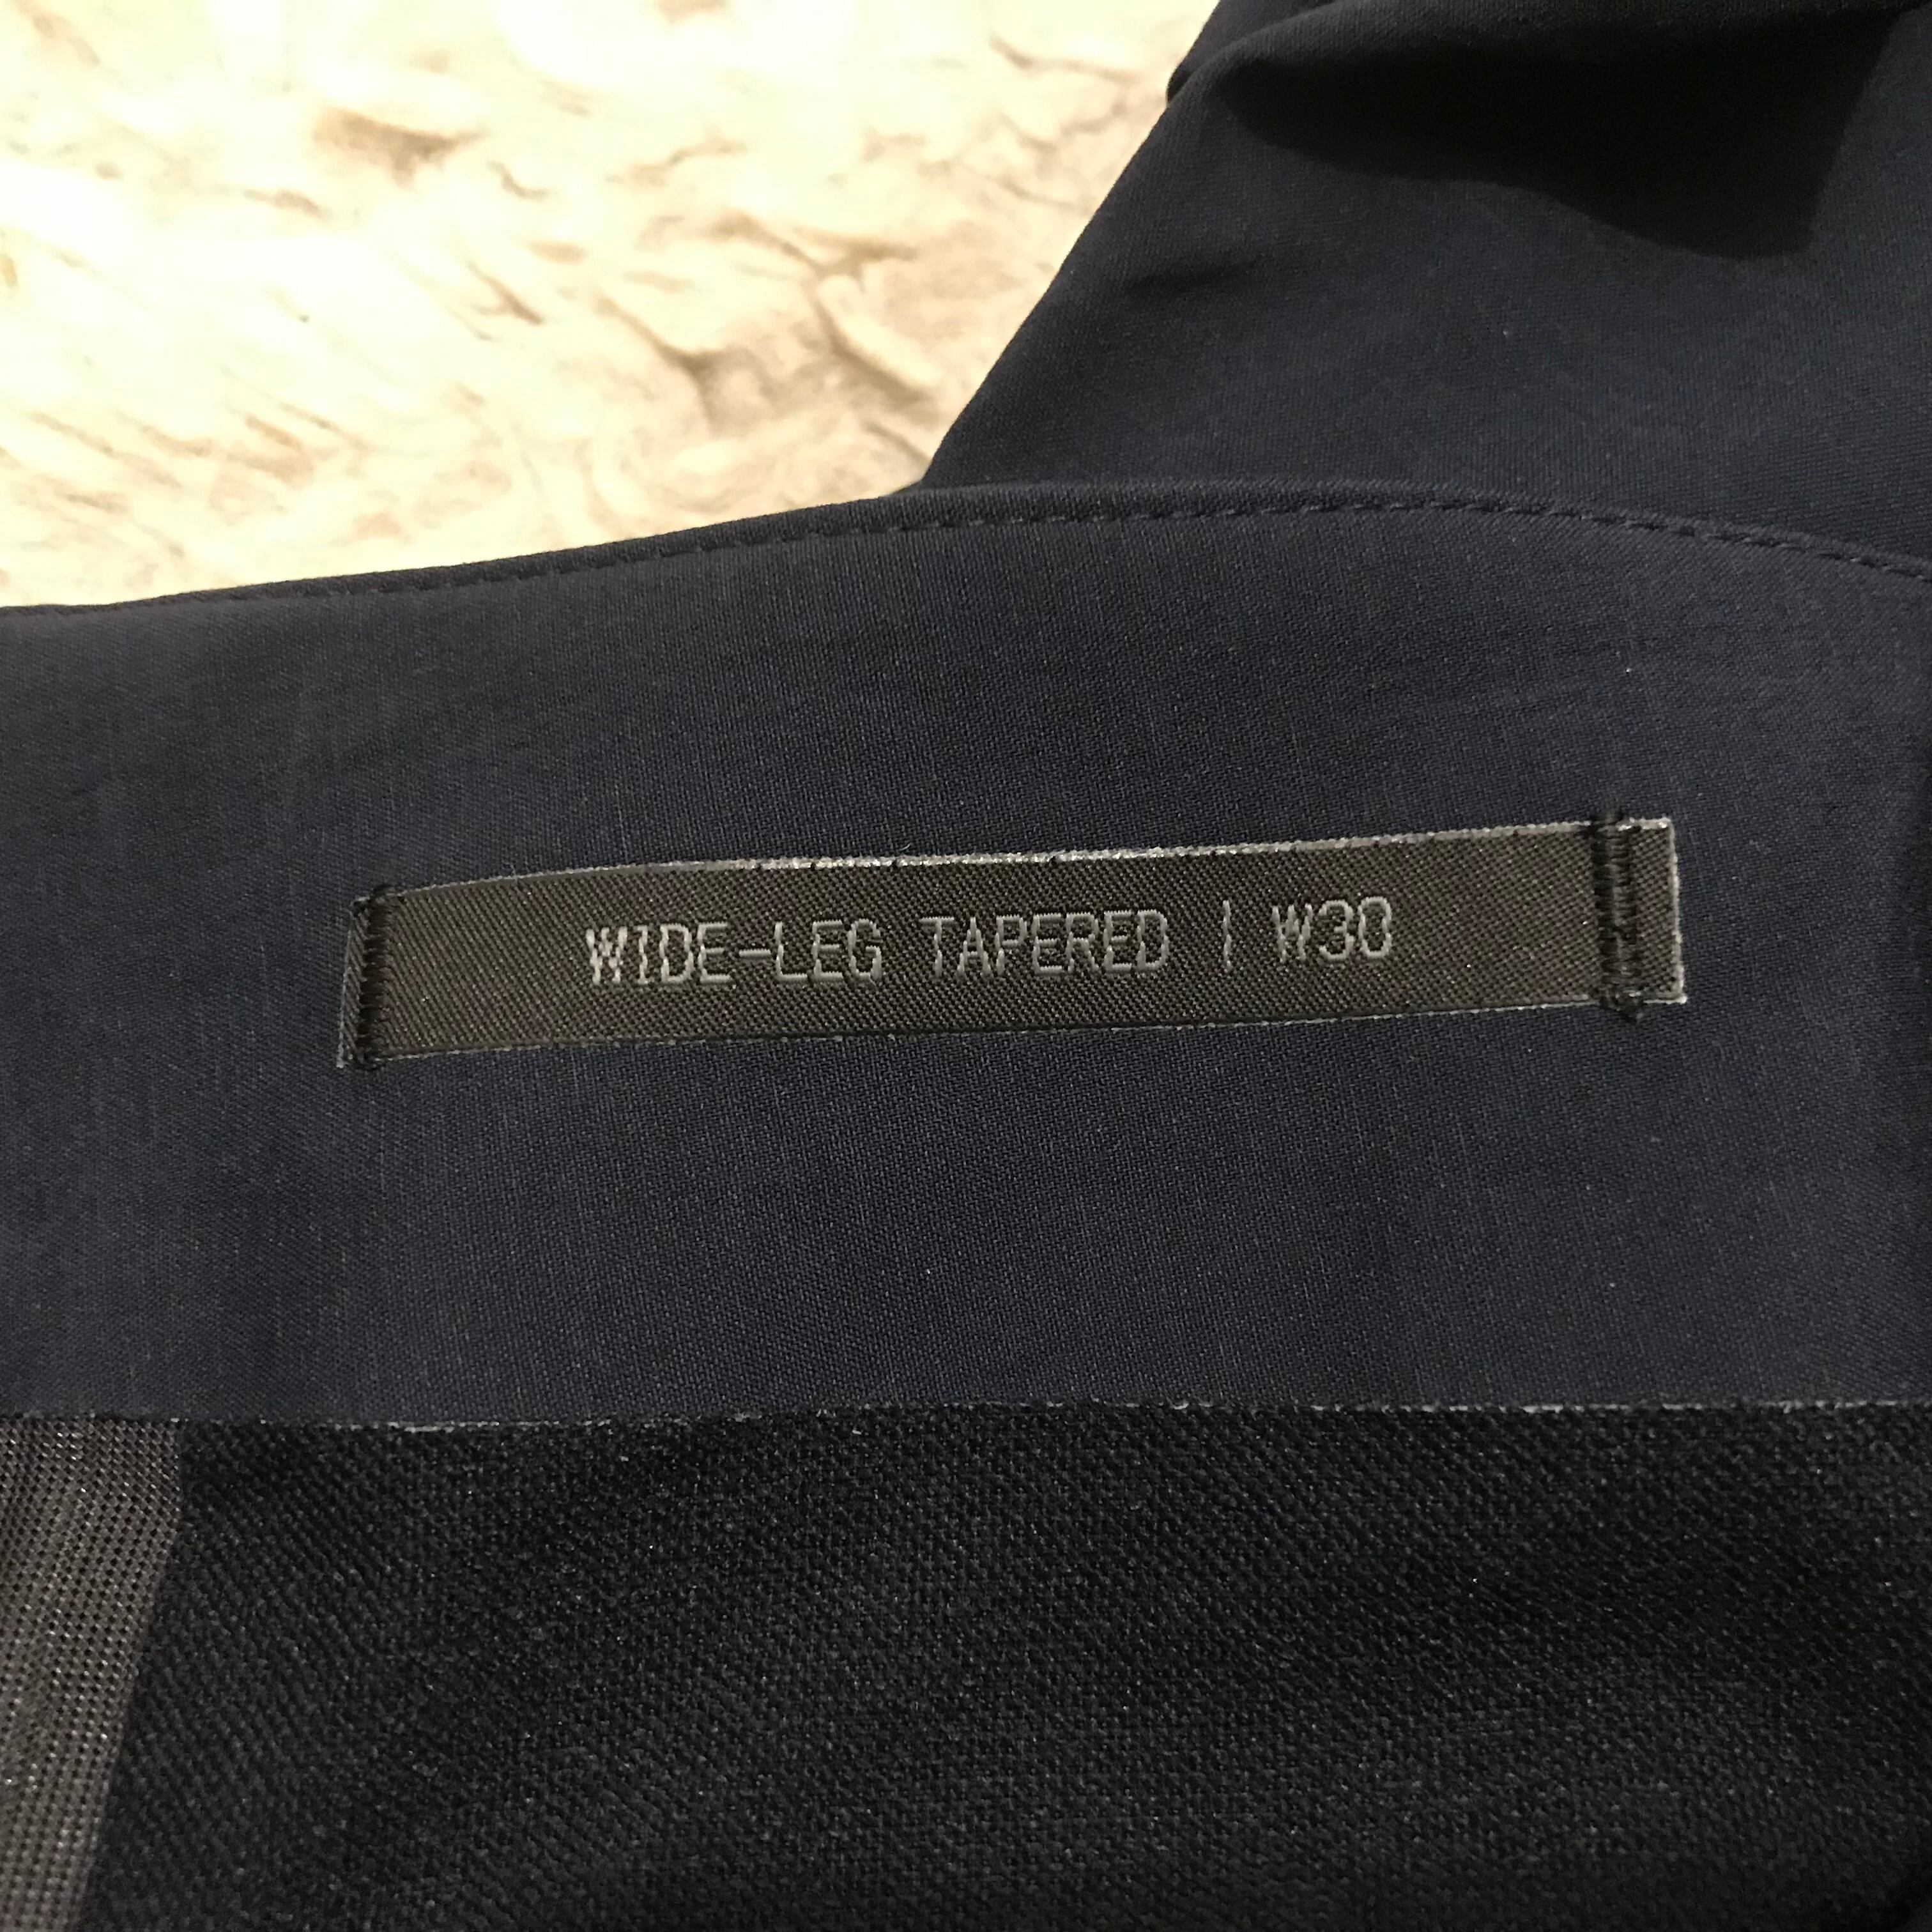 WIDE-LEG TAPERED | W30